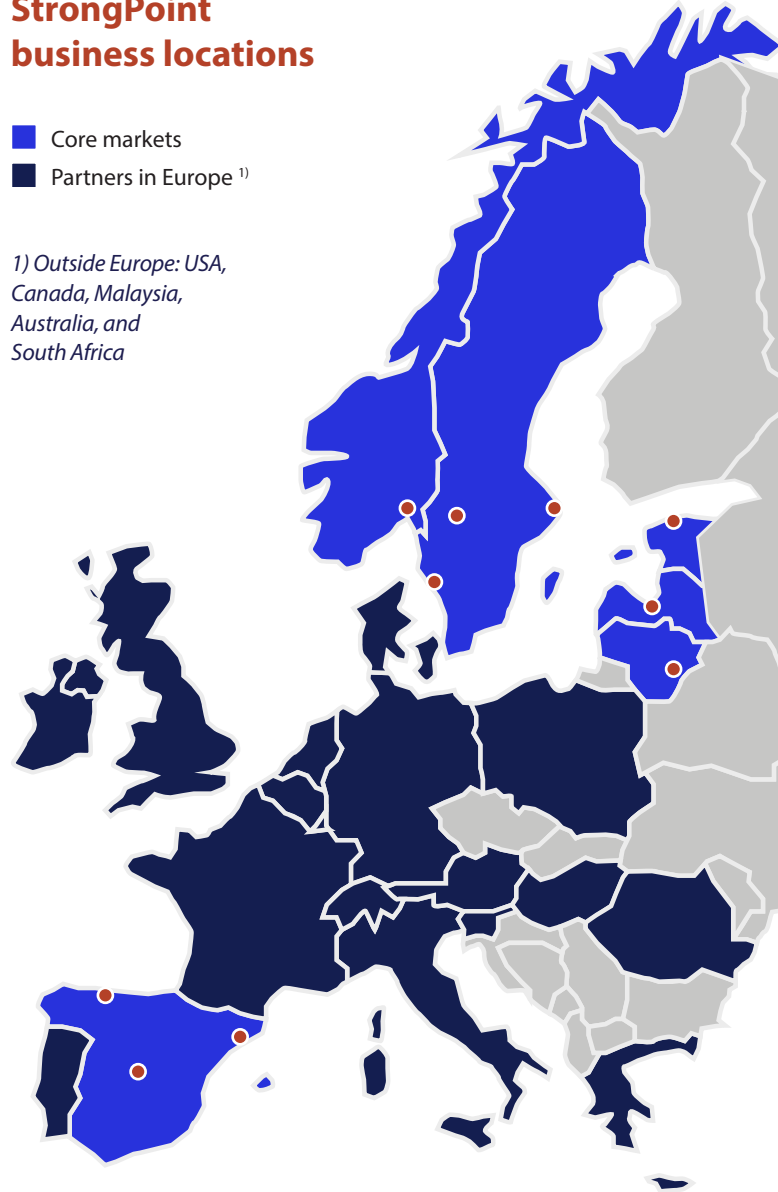 StrongPoint
business locations
Core markets
Partners in Europe 1)
1) Outside Europe: USA,
Canada, Malaysia,
Australia, and
South Africa